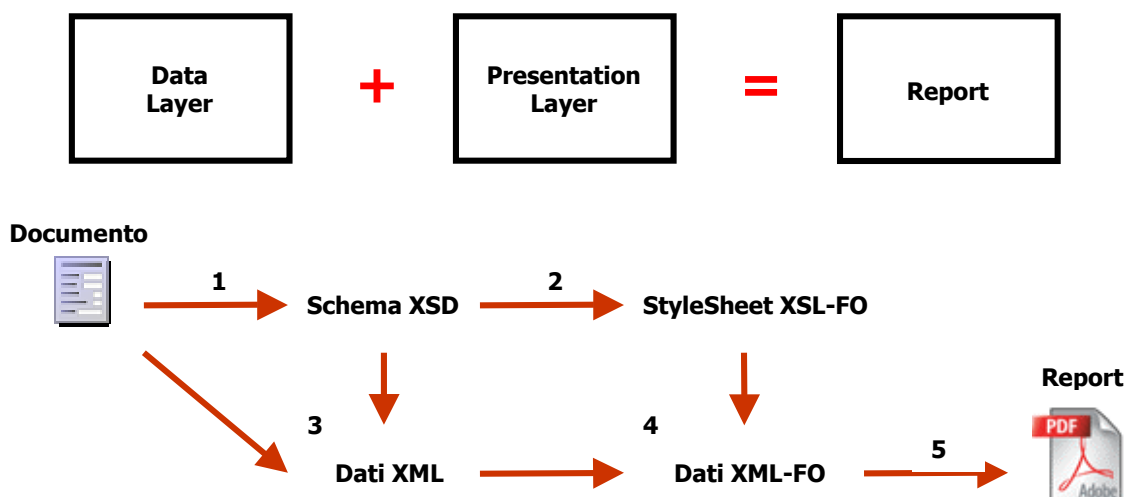 Data
Layer
+
Presentation
Layer
=
Report
Documento
1
2
Schema XSD
StyleSheet XSL-FO
Report
3
4
5
PDF
Dati XML
Dati XML-FO
Adobe